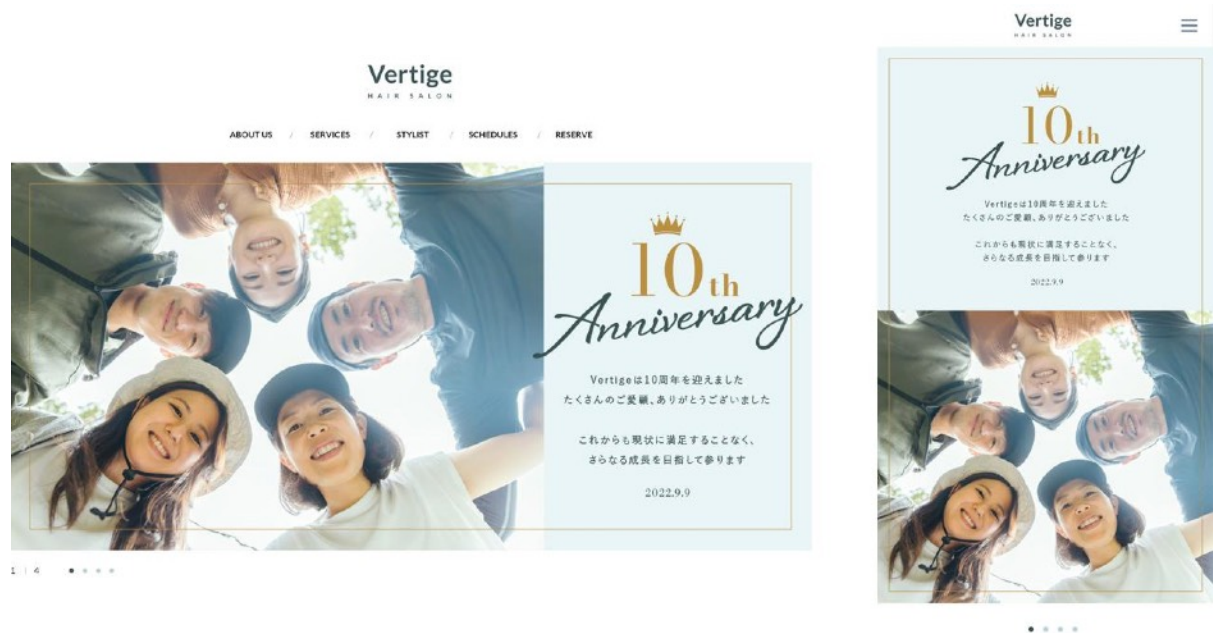 Vertige
HAIR SALON
ABOUT US / SERVICES / STYLIST / SCHEDULES / RESERVE
10th
Anniversary
Vertigeは10周年を迎えました
たくさんのご愛顧、ありがとうございました
これからも現状に満足することなく、
さらなる成長を目指して参ります
2022.9.9
1 | 4
Vertige
HAIR SALON
10th
Anniversary
Vertigeは10周年を迎えました
たくさんのご愛顧、ありがとうございました
これからも現状に満足することなく、
さらなる成長を目指して参ります
2022.9.9